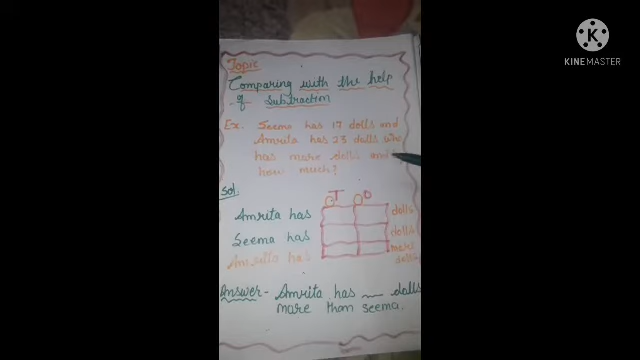 K
KINEMASTER
Topic
Comparing with the help
of Subtraction
Ex. Seema has 17 dolls and
Amrita has 23 dolls who
has more dolls and
how much?
Sol.
T O
Amrita has dolls
Seema has dolls
Amrita has more
dolls
Answer - Amrita has __ dolls
more than seema.